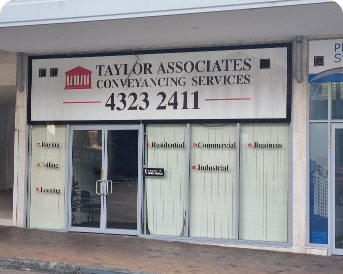 TAYLOR ASSOCIATES
CONVEYANCING SERVICES
4323 2411
Buying
Selling
Leasing
Residential
Commercial
Business
Industrial